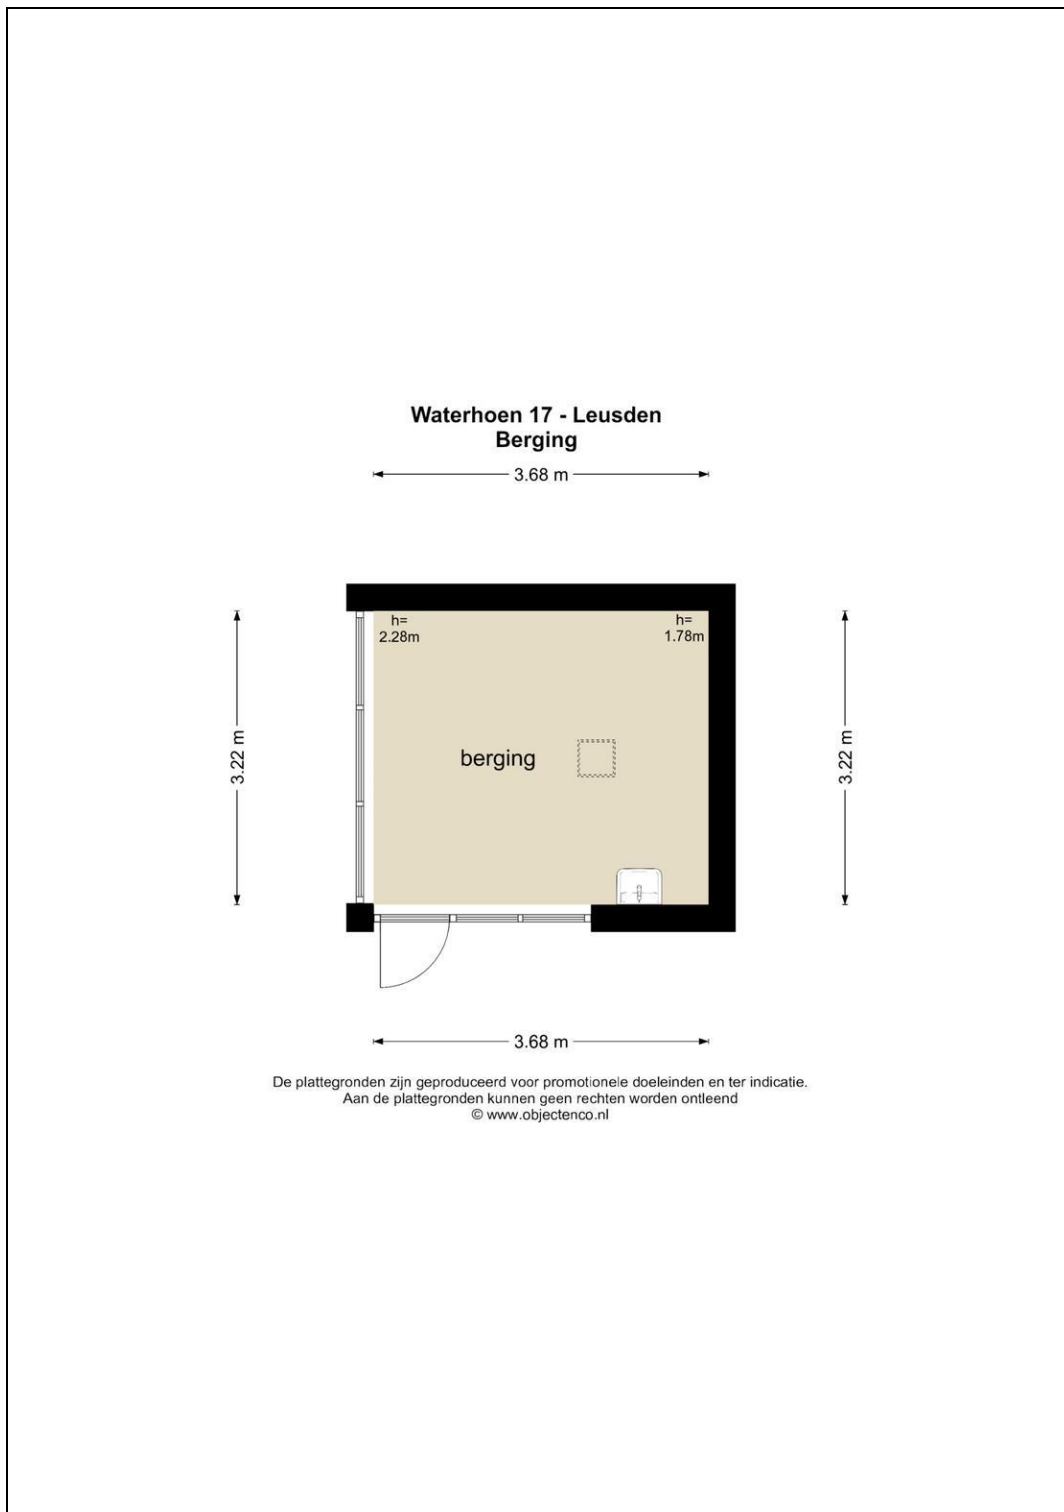 Waterhoen 17 - Leusden
Berging
3.68 m
h=
2.28m
h=
1.78m
3.22 m
berging
3.22 m
3.68 m
De plattegronden zijn geproduceerd voor promotionele doeleinden en ter indicatie.
Aan de plattegronden kunnen geen rechten worden ontleend
© www.objectenco.nl